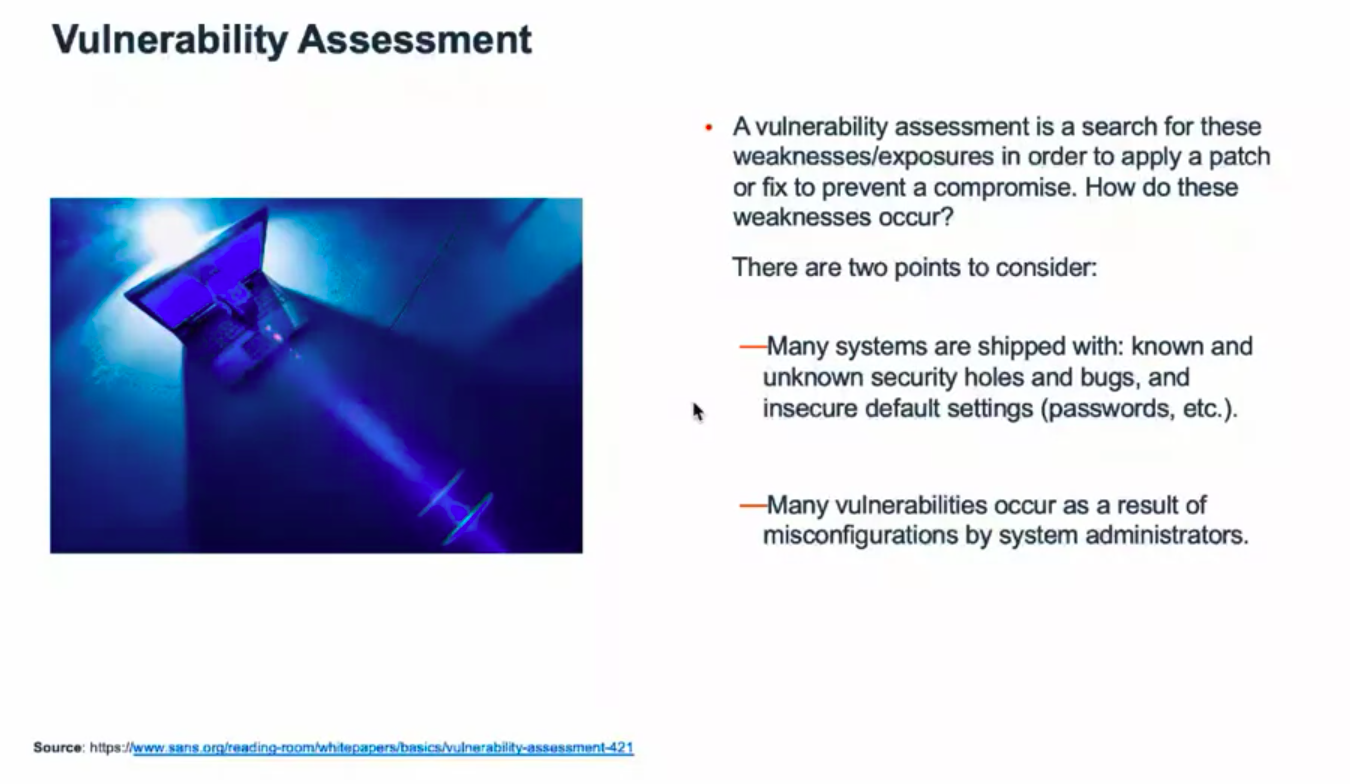 Vulnerability Assessment
• A vulnerability assessment is a search for these
weaknesses/exposures in order to apply a patch
or fix to prevent a compromise. How do these
weaknesses occur?
There are two points to consider:
—Many systems are shipped with: known and
unknown security holes and bugs, and
insecure default settings (passwords, etc.).
—Many vulnerabilities occur as a result of
misconfigurations by system administrators.
Source: https://www.sans.org/reading-room/whitepapers/basics/vulnerability-assessment-421